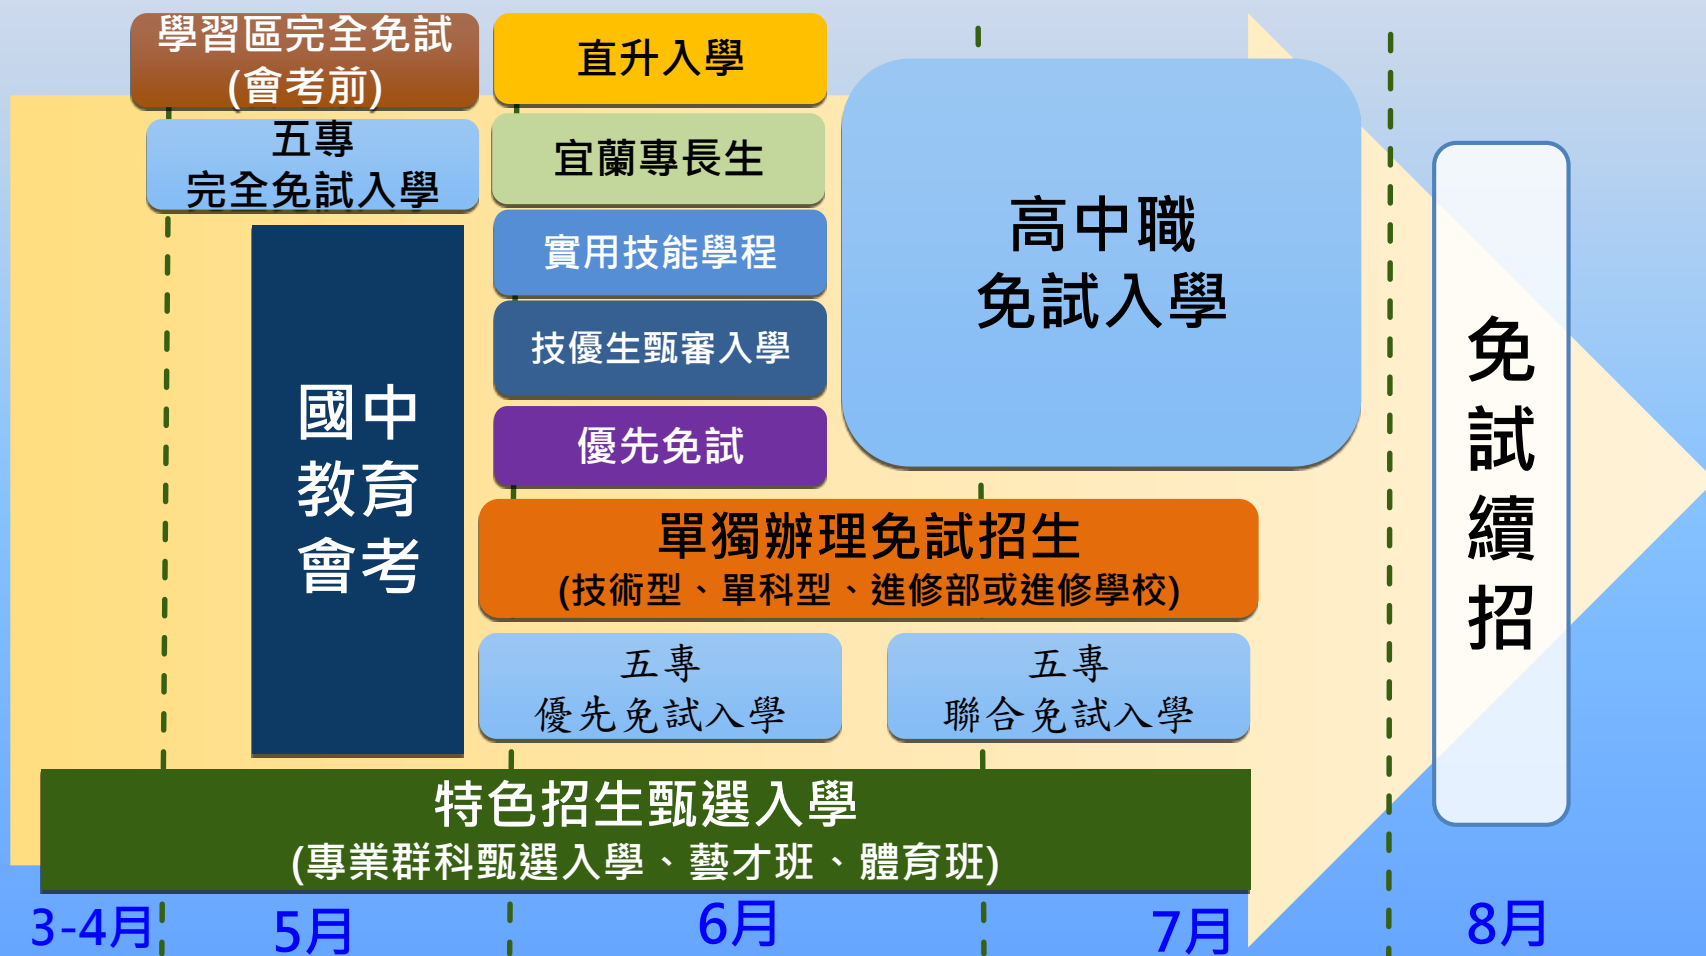 學習區完全免試
(會考前)
五專
完全免試入學
國中
教育
會考
直升入學
宜蘭專長生
實用技能學程
技優生甄審入學
優先免試
高中職
免試入學
單獨辦理免試招生
(技術型、單科型、進修部或進修學校)
五專
優先免試入學
五專
聯合免試入學
特色招生甄選入學
(專業群科甄選入學、藝才班、體育班)
免
試
續
招
3-4月
5月
6月
7月
8月